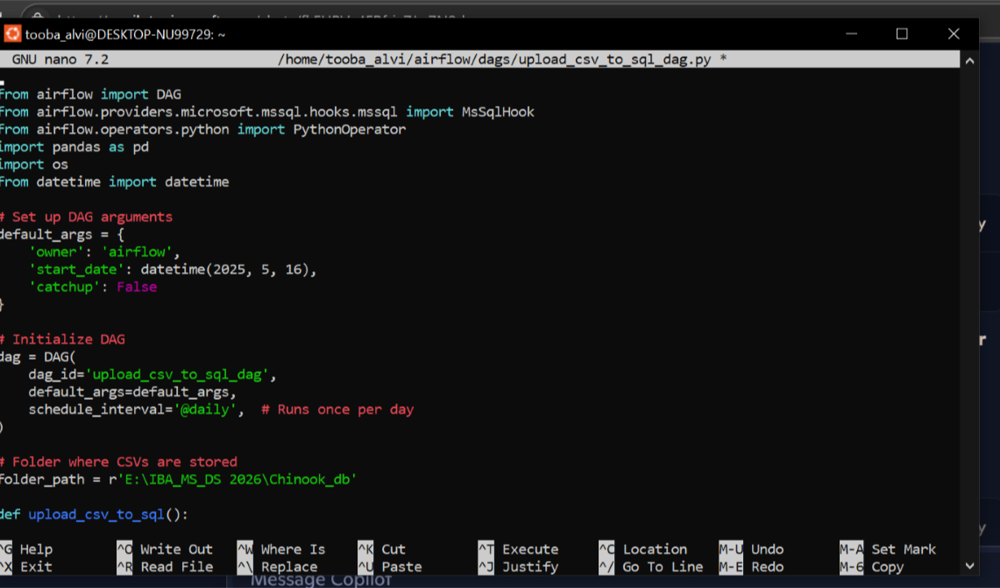 tooba_alvi@DESKTOP-NU99729: ~
GNU nano 7.2 /home/tooba_alvi/airflow/dags/upload_csv_to_sql_dag.py *
from airflow import DAG
from airflow.providers.microsoft.mssql.hooks.mssql import MsSqlHook
from airflow.operators.python import PythonOperator
import pandas as pd
import os
from datetime import datetime
# Set up DAG arguments
default_args = {
    'owner': 'airflow',
    'start_date': datetime(2025, 5, 16),
    'catchup': False
}
# Initialize DAG
dag = DAG(
    dag_id='upload_csv_to_sql_dag',
    default_args=default_args,
    schedule_interval='@daily',  # Runs once per day
)
# Folder where CSVs are stored
folder_path = r'E:\IBA_MS_DS 2026\Chinook_db'
def upload_csv_to_sql():
^G Help ^O Write Out ^W Where Is ^K Cut ^T Execute ^C Location M-U Undo M-A Set Mark
^X Exit ^R Read File ^\ Replace ^U Paste ^J Justify ^/ Go To Line M-E Redo M-6 Copy
Message Copilot